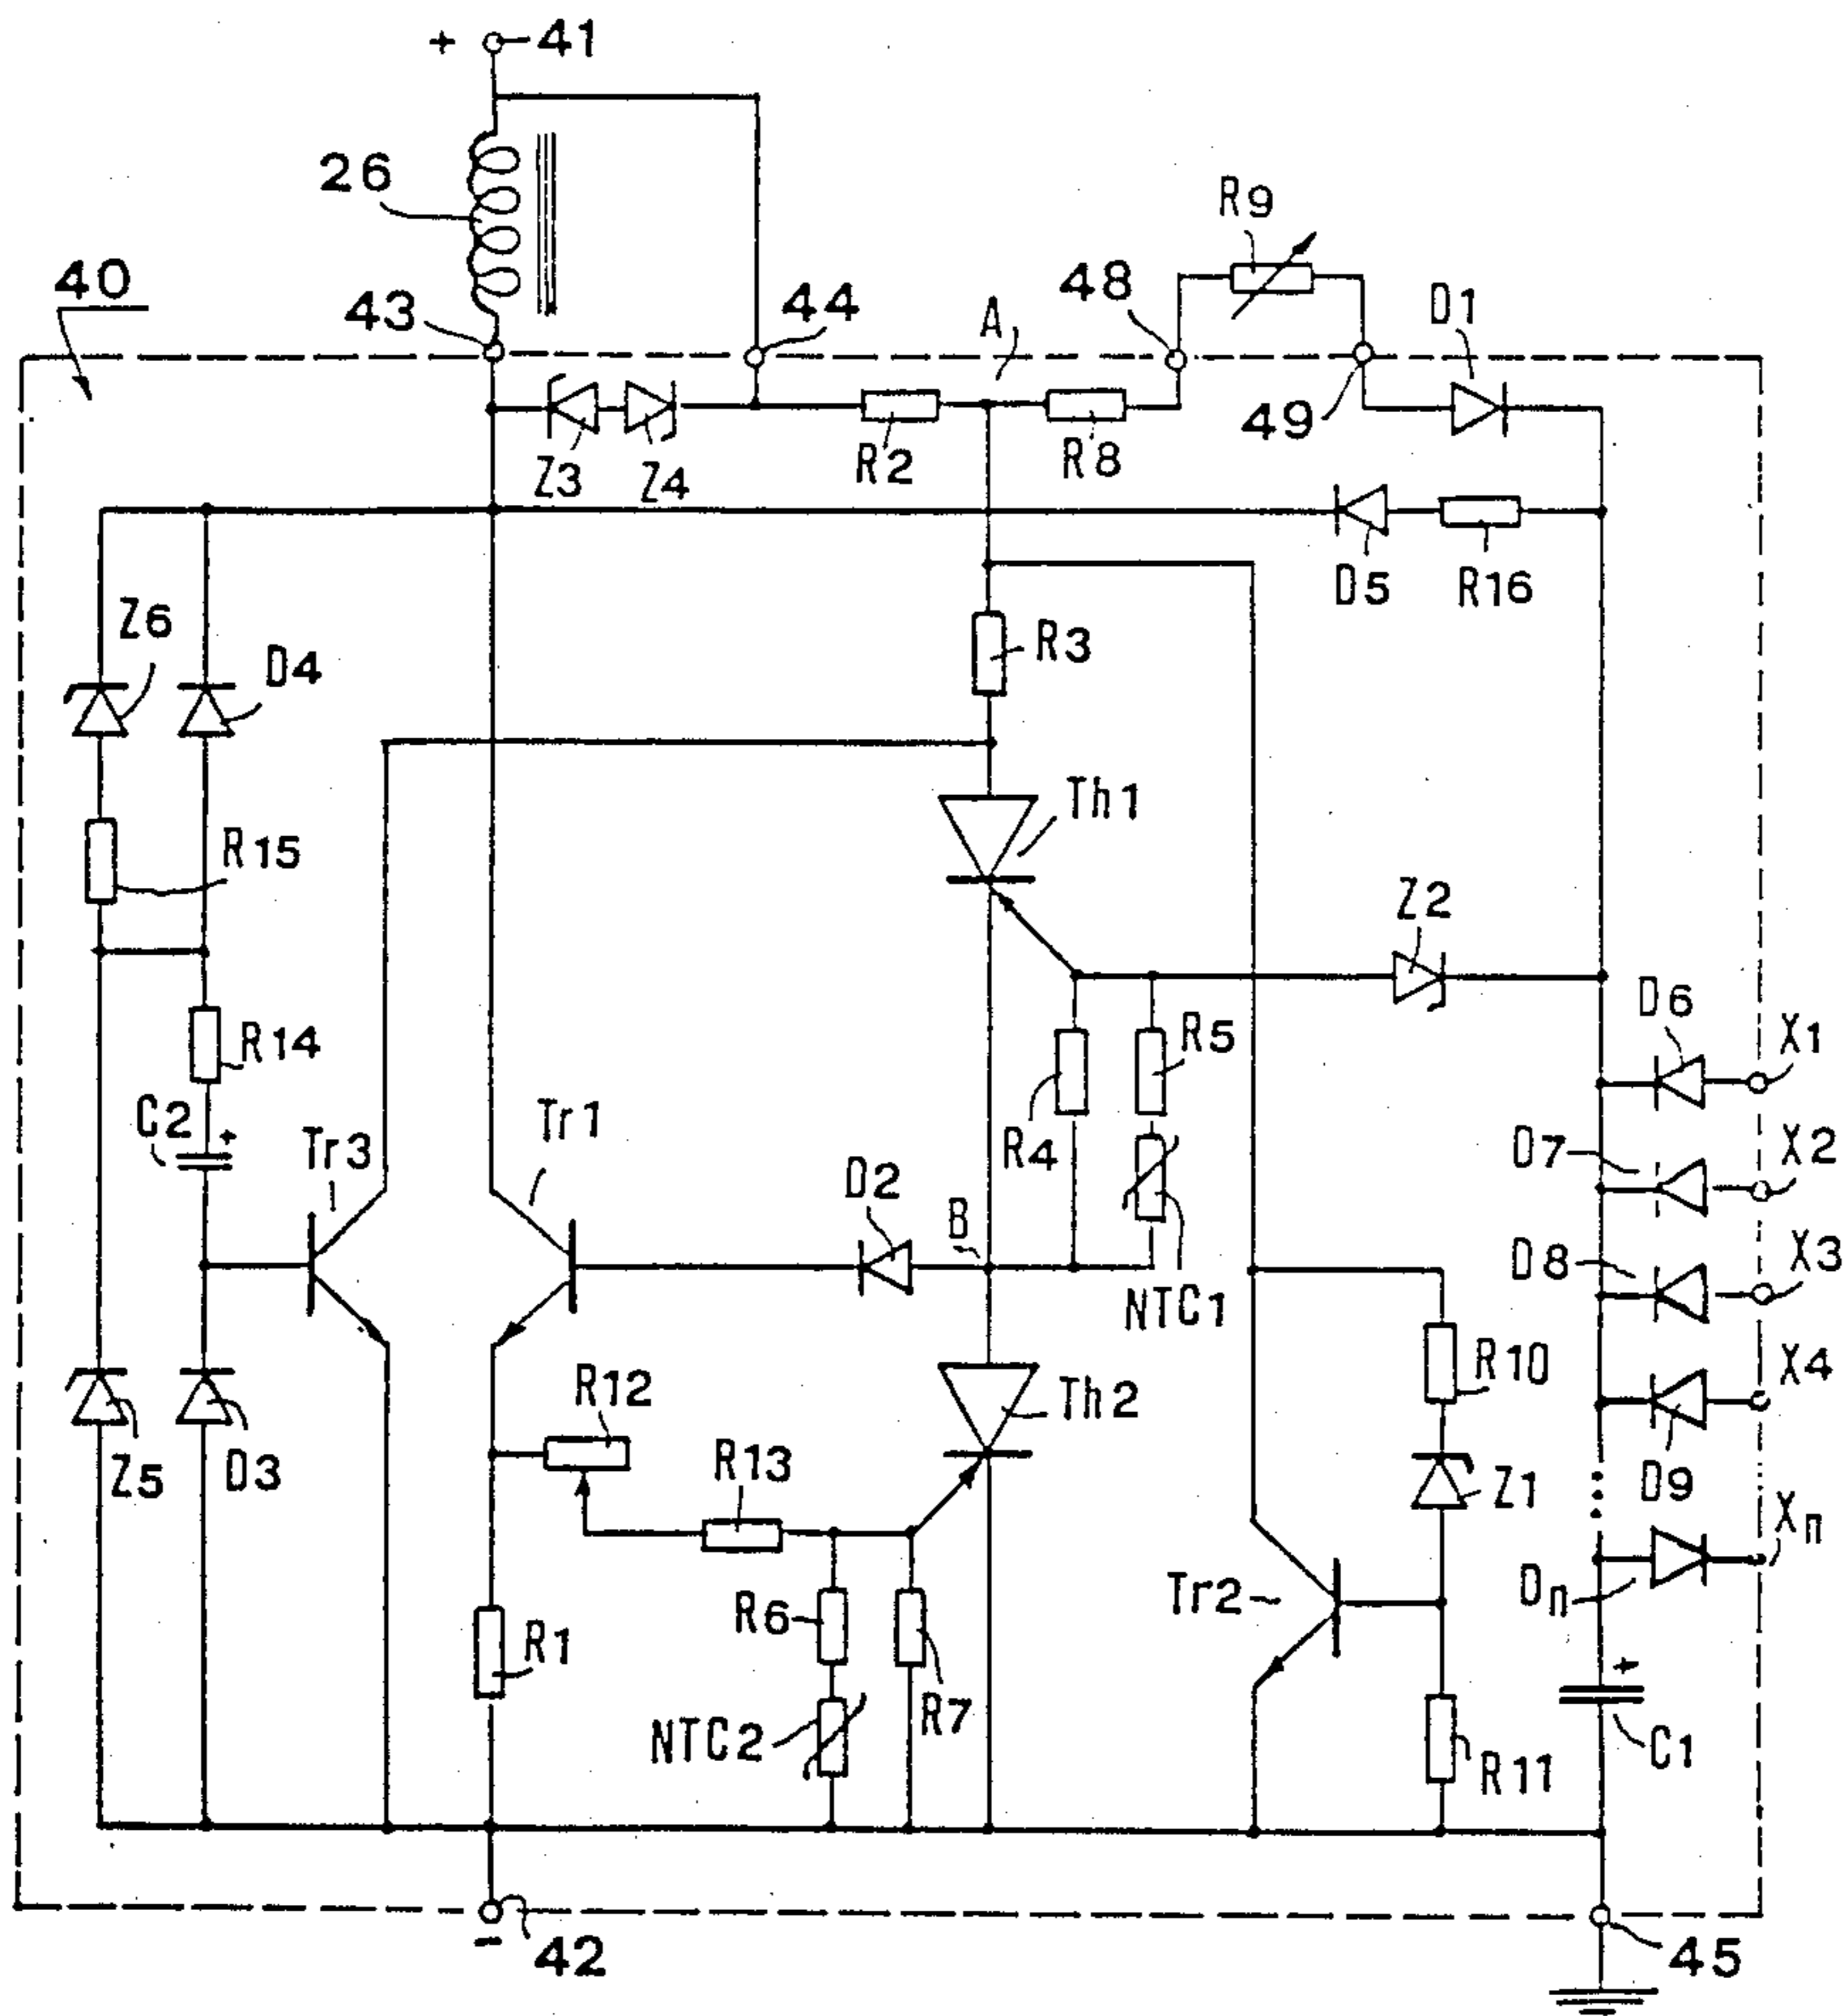 + 41
26
R9
40
43
44
A
48
D1
49
Z3
Z4
R2
R8
D5
R16
Z6
D4
R3
Th1
R15
Z2
D6
X1
R14
R5
C2
Tr3
Tr1
R4
D7
X2
D2
B
D8
X3
NTC1
R12
Th2
R10
X4
Z5
D3
R13
Z1
D9
Xn
Tr2
Dn
R6
R1
R7
NTC2
+
R11
C1
- 42
45
+